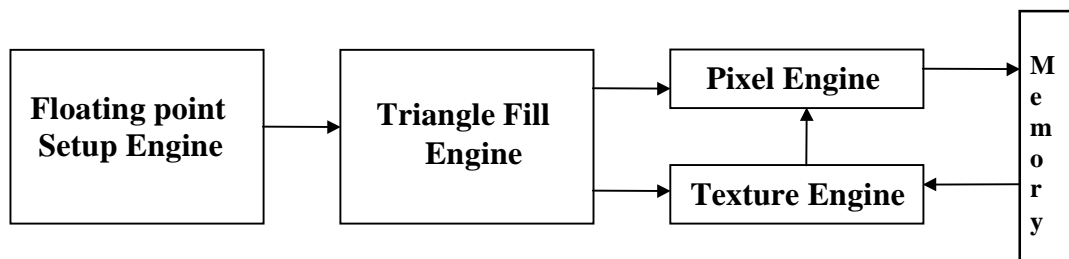 Floating point
Setup Engine
Triangle Fill
Engine
Pixel Engine
Texture Engine
M
e
m
o
r
y